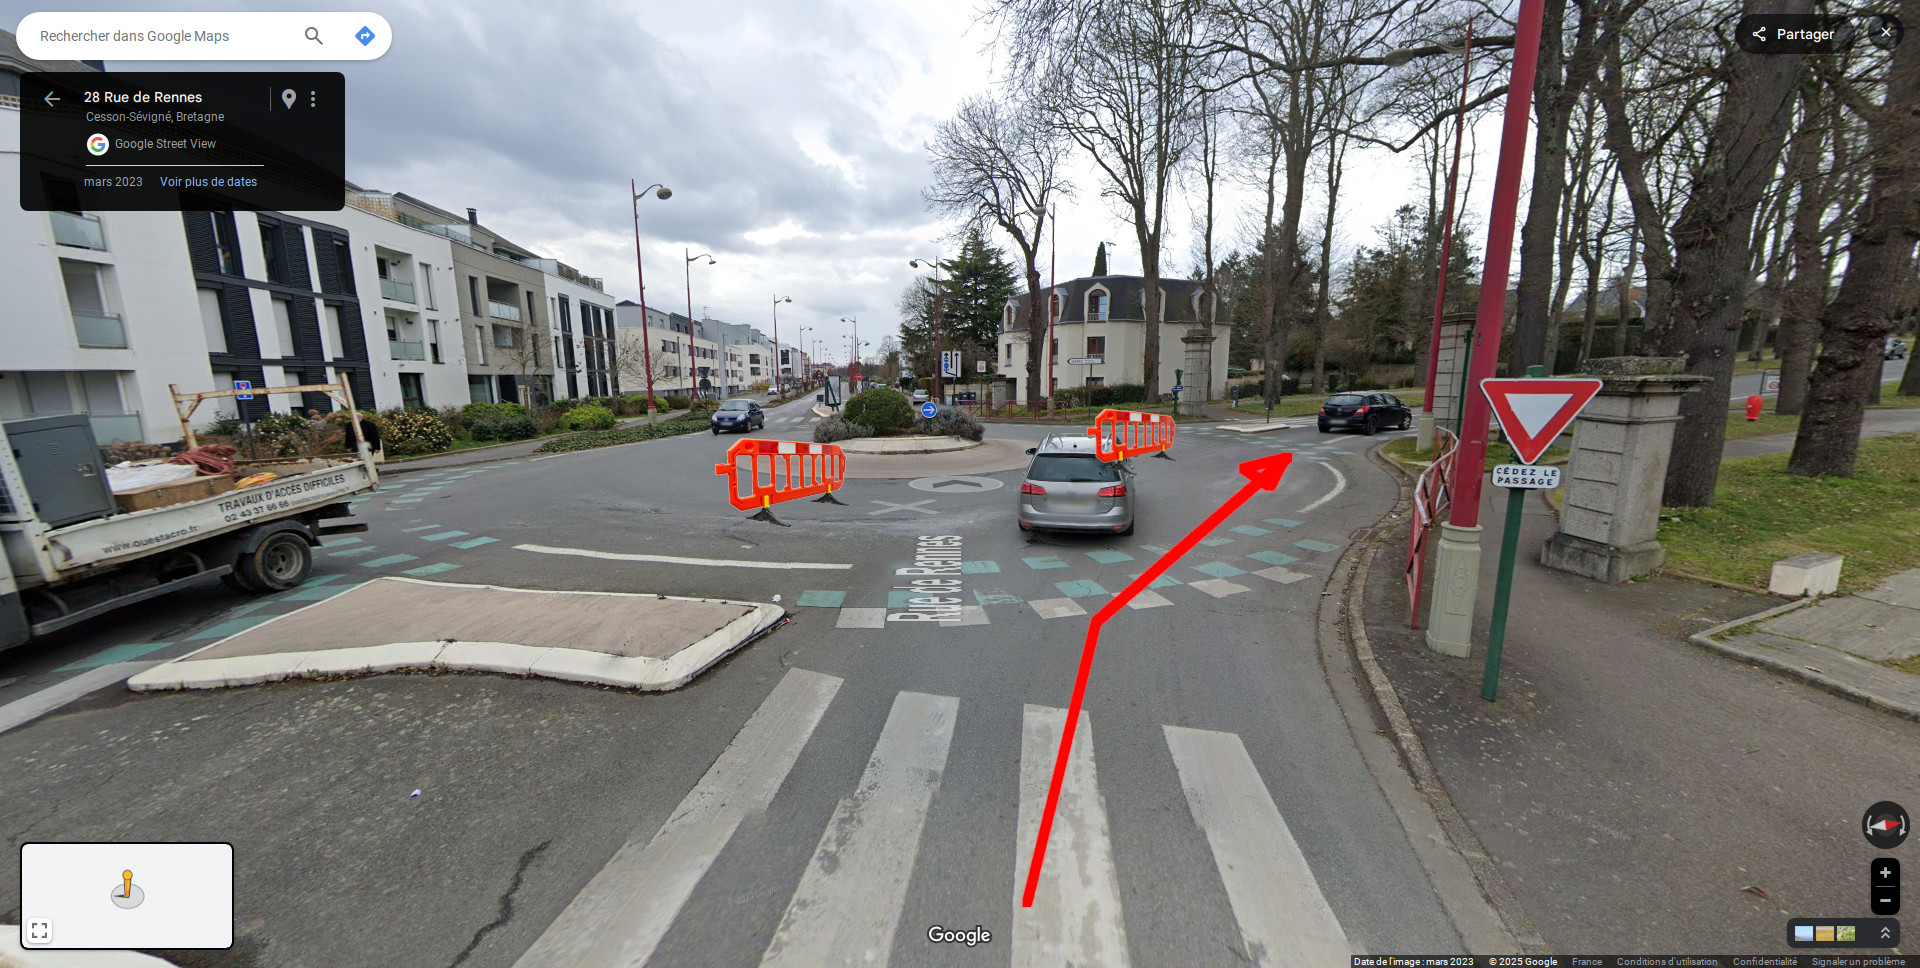 Rechercher dans Google Maps
Partager
28 Rue de Rennes
Cesson-Sévigné, Bretagne
Google Street View
mars 2023 Voir plus de dates
TRAVAUX D'ACCÈS DIFFICILES
02 43 37 66 66
www.ouestacro.fr
CÉDEZ LE
PASSAGE
Rue de Rennes
Google
Date de l'image : mars 2023 © 2025 Google France Conditions d'utilisation Confidentialité Signaler un problème